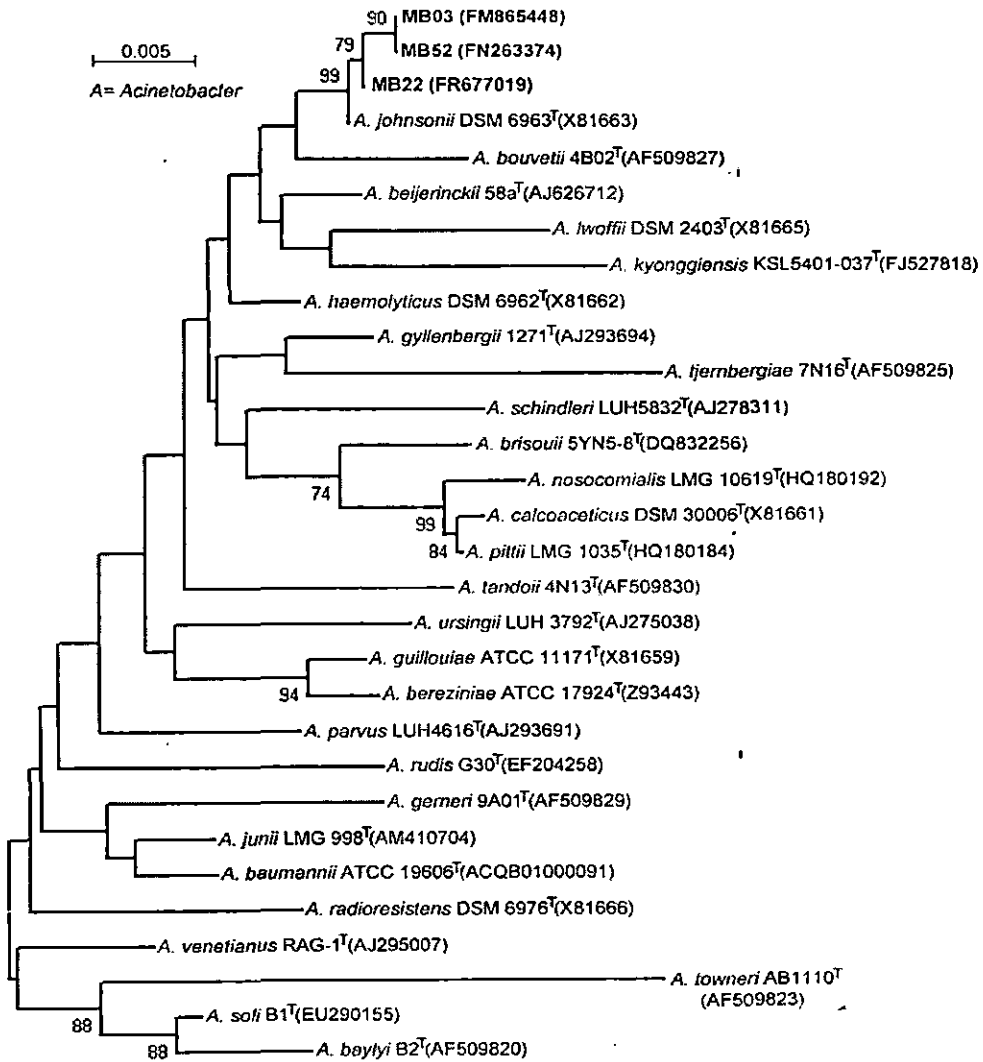 90 MB03 (FM865448)
0.005
79 MB52 (FN263374)
A= Acinetobacter
99 MB22 (FR677019)
A. johnsonii DSM 6963T(X81663)
A. bouvetii 4B02T(AF509827)
A. beijerinckii 58aT(AJ626712)
A. lwoffii DSM 2403T(X81665)
A. kyonggiensis KSL5401-037T(FJ527818)
A. haemolyticus DSM 6962T(X81662)
A. gyllenbergii 1271T(AJ293694)
A. tjernbergiae 7N16T(AF509825)
A. schindleri LUH5832T(AJ278311)
A. brisouii 5YN5-8T(DQ832256)
74 A. nosocomialis LMG 10619T(HQ180192)
99 A. calcoaceticus DSM 30006T(X81661)
84 A. pittii LMG 1035T(HQ180184)
A. tandoii 4N13T(AF509830)
A. ursingii LUH 3792T(AJ275038)
A. guillouiae ATCC 11171T(X81659)
94 A. bereziniae ATCC 17924T(Z93443)
A. parvus LUH4616T(AJ293691)
A. rudis G30T(EF204258)
A. gerneri 9A01T(AF509829)
A. junii LMG 998T(AM410704)
A. baumannii ATCC 19606T(ACQB01000091)
A. radioresistens DSM 6976T(X81666)
A. venetianus RAG-1T(AJ295007)
A. towneri AB1110T
(AF509823)
88 A. soli B1T(EU290155)
88 A. baylyi B2T(AF509820)